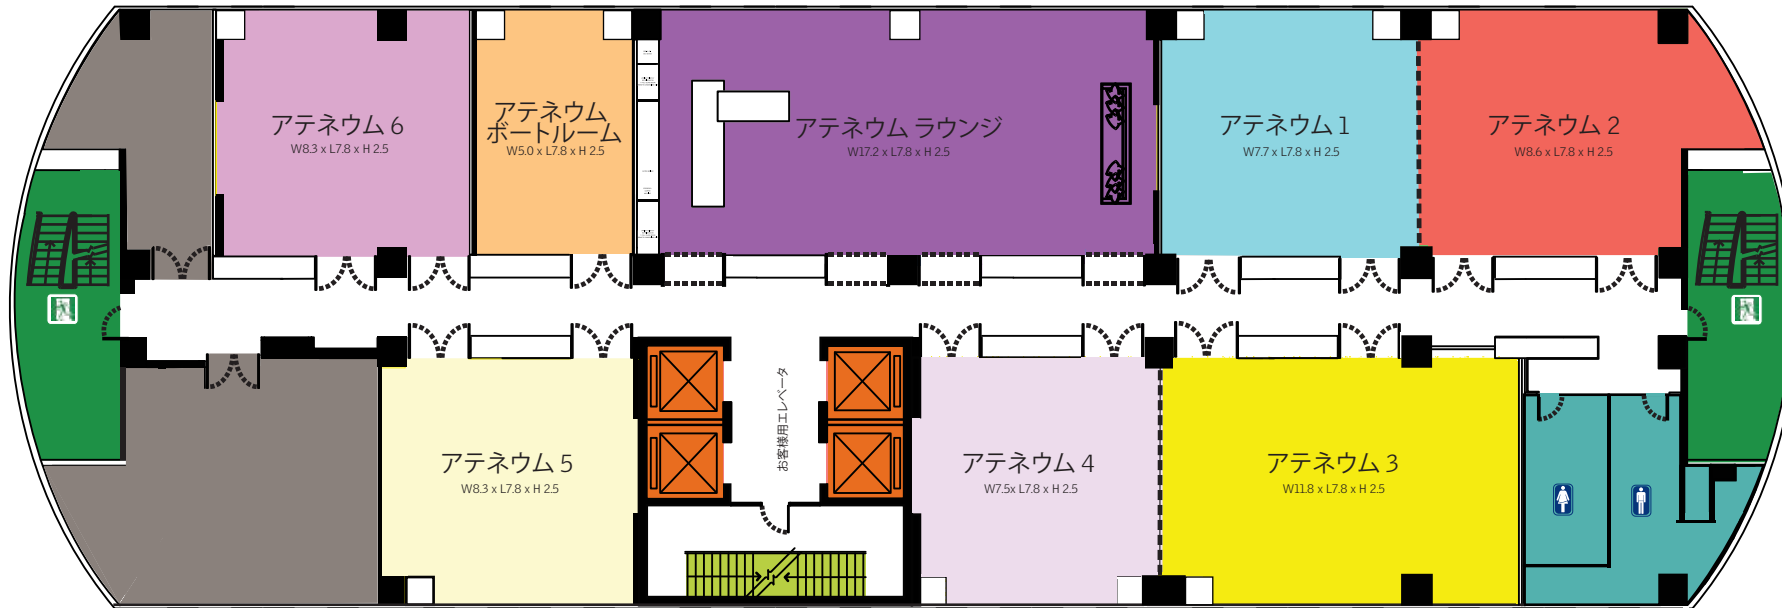 アテネウム 6
W8.3 x L7.8 x H 2.5
アテネウム
ボートルーム
W5.0 x L7.8 x H 2.5
アテネウム ラウンジ
W17.2 x L7.8 x H 2.5
アテネウム 1
W7.7 x L7.8 x H 2.5
アテネウム 2
W8.6 x L7.8 x H 2.5
アテネウム 5
W8.3 x L7.8 x H 2.5
お客様用エレベータ
アテネウム 4
W7.5x L7.8 x H 2.5
アテネウム 3
W11.8 x L7.8 x H 2.5